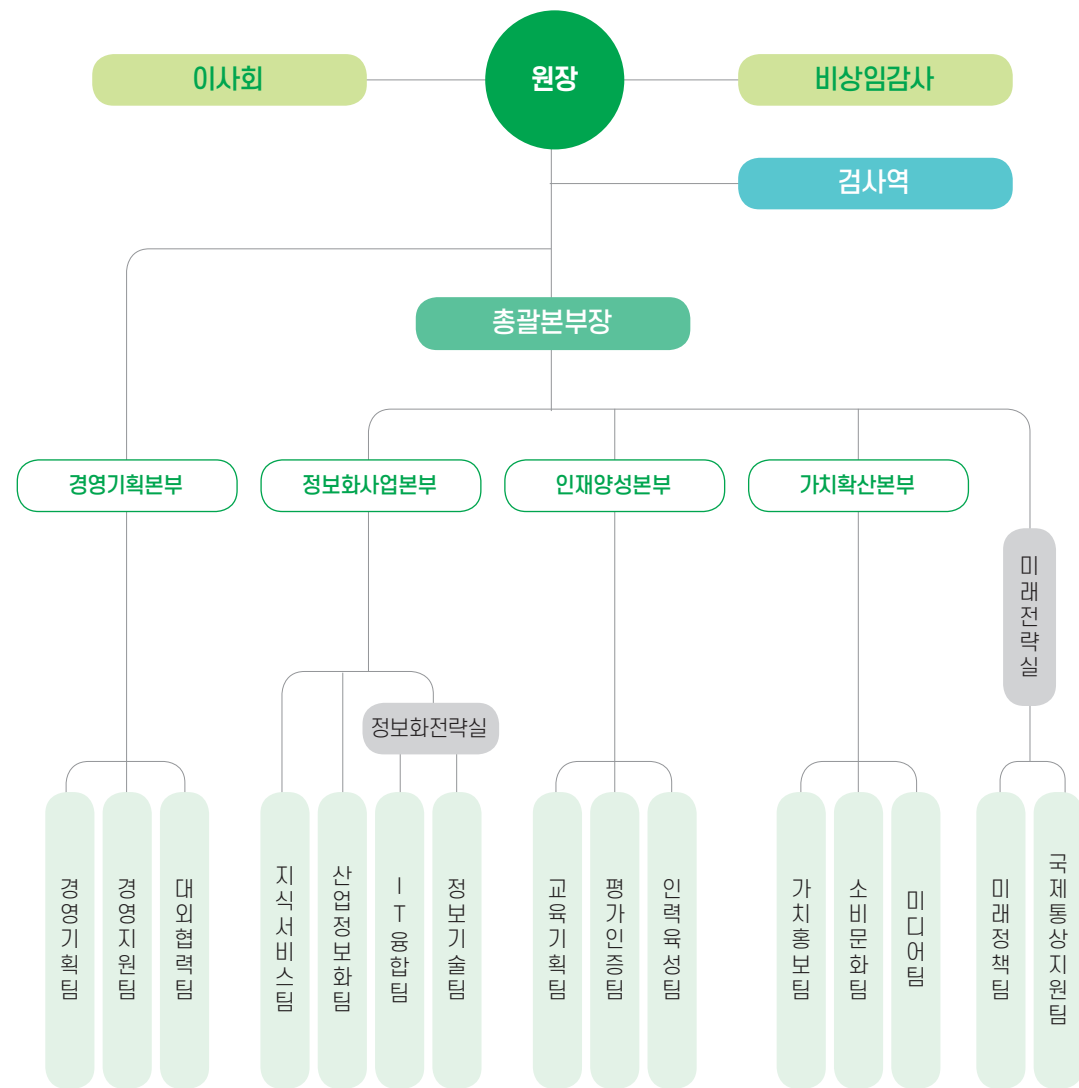 이사회
원장
비상임감사
검사역
총괄본부장
경영기획본부
정보화사업본부
인재양성본부
가치확산본부
미래전략실
정보화전략실
경영기획팀
경영지원팀
대외협력팀
지식서비스팀
산업정보화팀
IT융합팀
정보기술팀
교육기획팀
평가인증팀
인력육성팀
가치홍보팀
소비문화팀
미디어팀
미래정책팀
국제통상지원팀